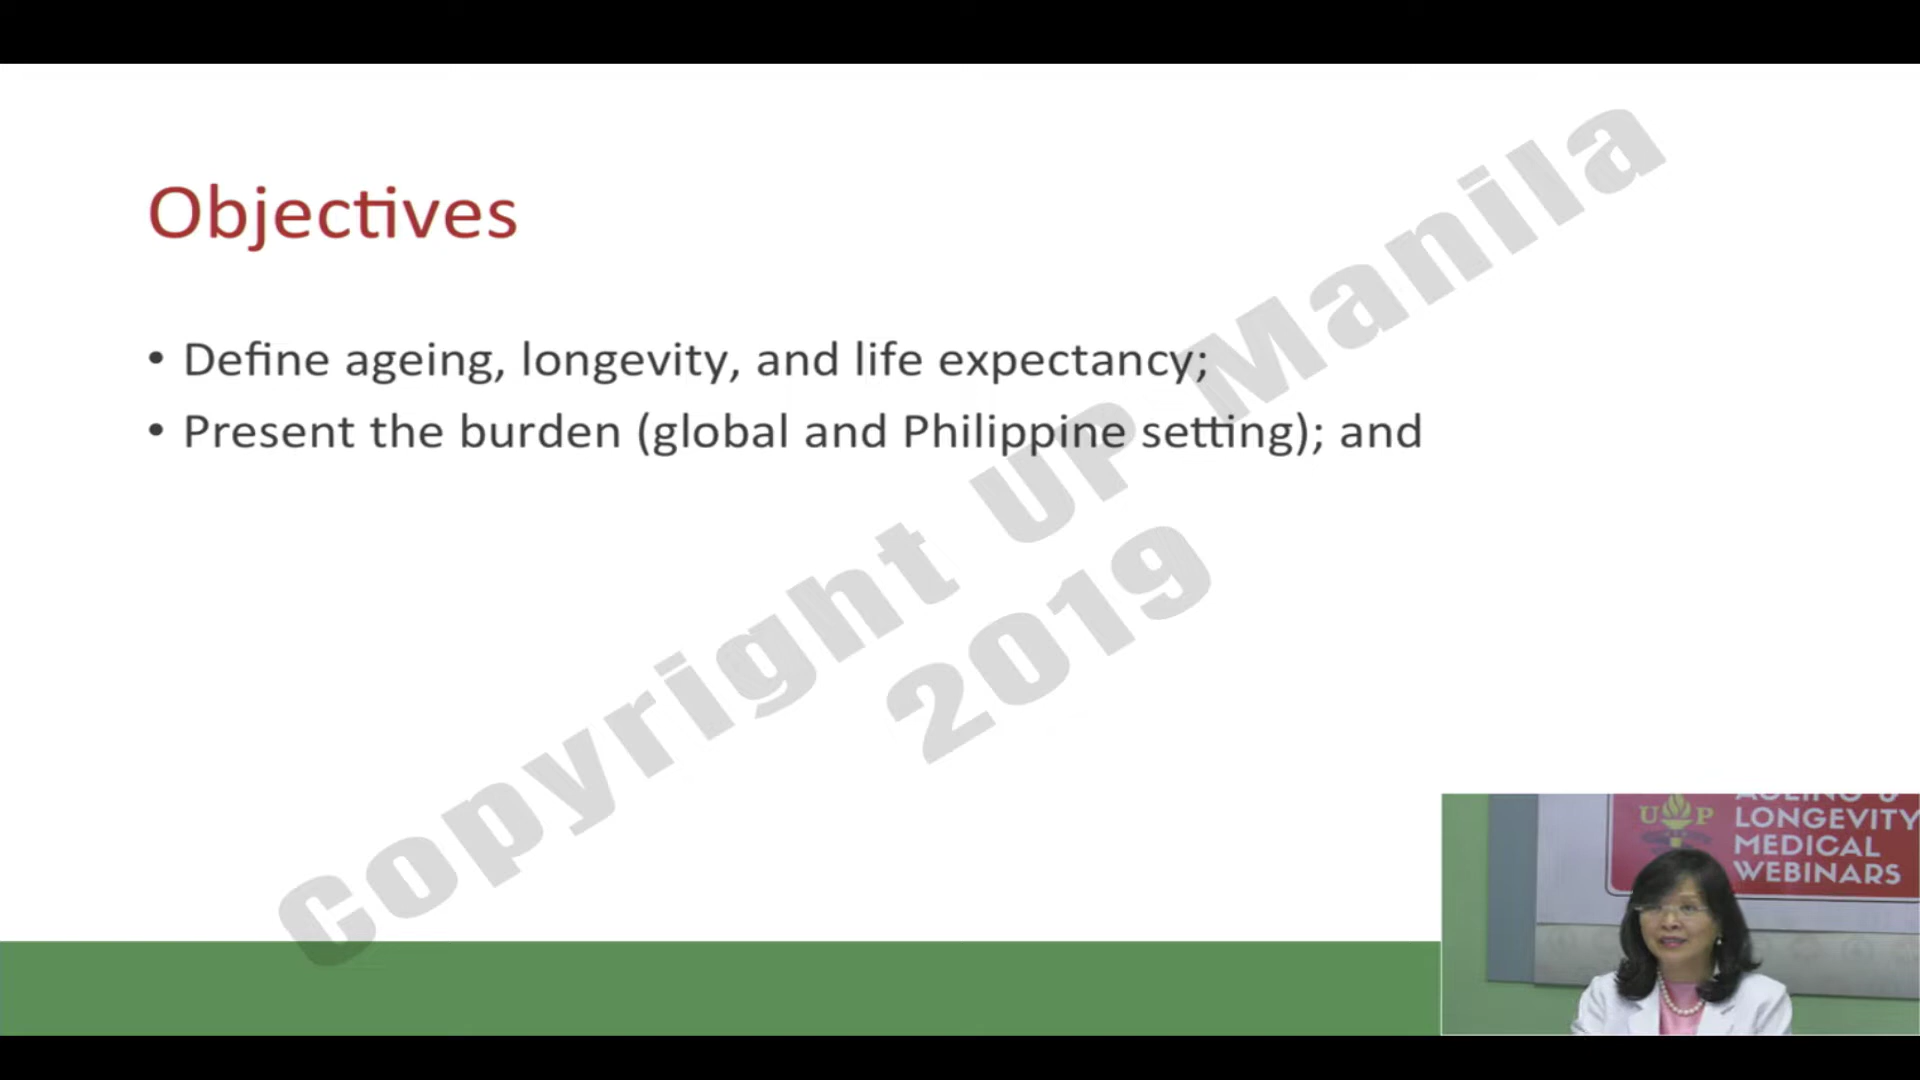 Objectives
• Define ageing, longevity, and life expectancy;
• Present the burden (global and Philippine setting); and
Copyright UP Manila
2019
U P
AGEING &
LONGEVITY
MEDICAL
WEBINARS